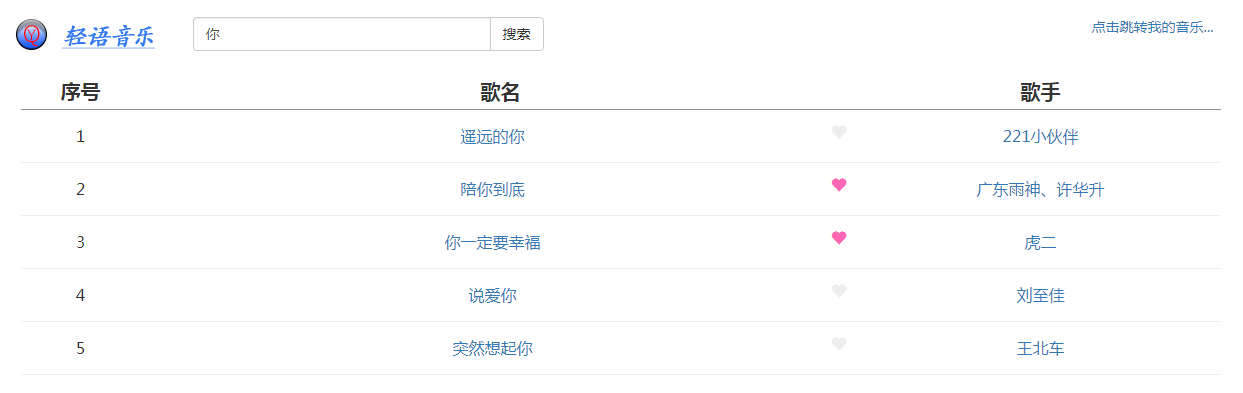 轻语音乐 你 搜索 点击跳转我的音乐...
序号 歌名 歌手
1 遥远的你 221小伙伴
2 陪你到底 广东雨神、许华升
3 你一定要幸福 虎二
4 说爱你 刘至佳
5 突然想起你 王北车